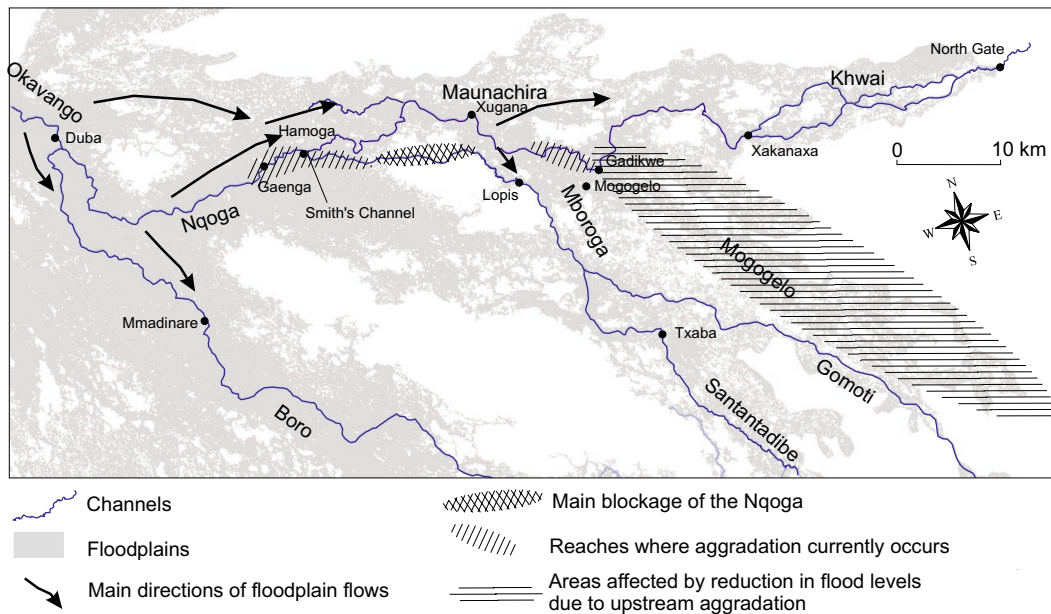 North Gate
Khwai
Okavango
Maunachira
Xugana
Duba
Hamoga
Xakanaxa
0 10 km
Gadikwe
Gaenga
Mogogelo
Lopis
Smith's Channel
Nqoga
Mboroga
N
E
W
S
Mogogelo
Mmadinare
Txaba
Gomoti
Santantadibe
Boro
Channels
Main blockage of the Nqoga
Floodplains
Reaches where aggradation currently occurs
Main directions of floodplain flows
Areas affected by reduction in flood levels
due to upstream aggradation